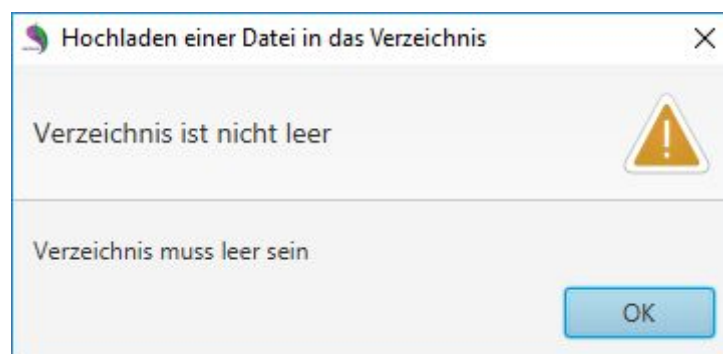 Hochladen einer Datei in das Verzeichnis
Verzeichnis ist nicht leer
Verzeichnis muss leer sein
OK